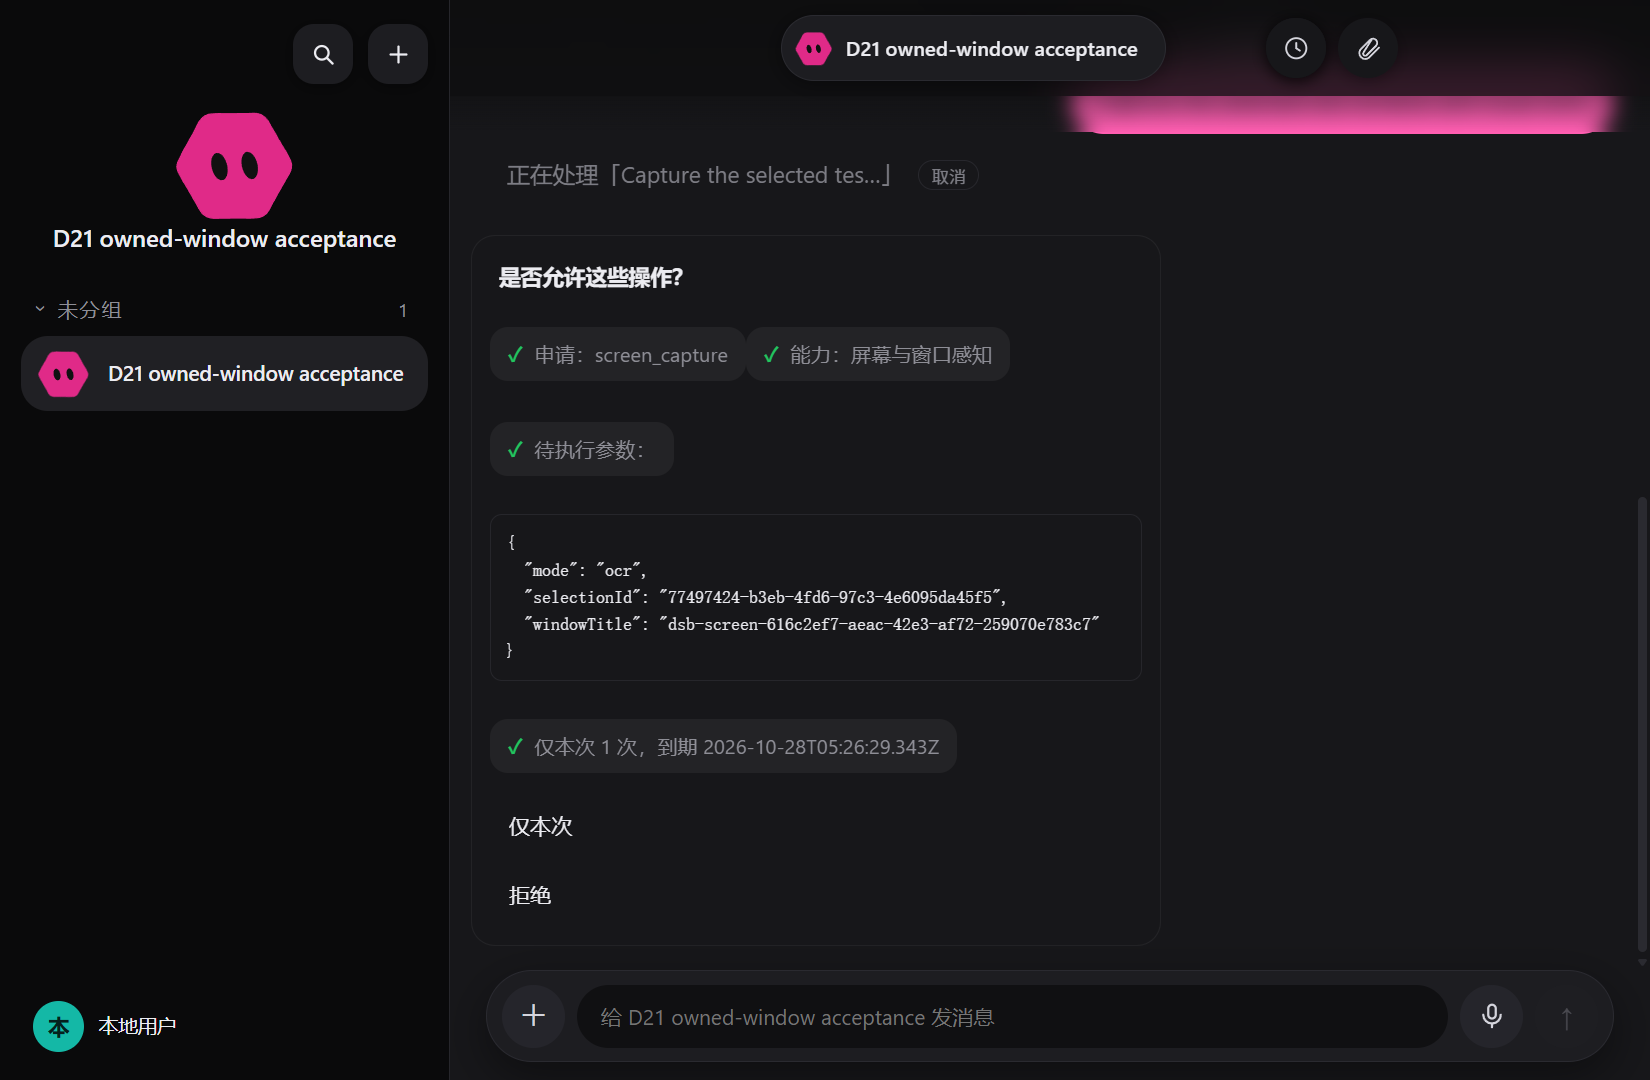 D21 owned-window acceptance
D21 owned-window acceptance
未分组 1
D21 owned-window acceptance
本 本地用户
正在处理「Capture the selected tes...」 取消
是否允许这些操作?
✓ 申请：screen_capture ✓ 能力：屏幕与窗口感知
✓ 待执行参数：
{
"mode": "ocr",
"selectionId": "77497424-b3eb-4fd6-97c3-4e6095da45f5",
"windowTitle": "dsb-screen-616c2ef7-aeac-42e3-af72-259070e783c7"
}
✓ 仅本次 1 次，到期 2026-10-28T05:26:29.343Z
仅本次
拒绝
给 D21 owned-window acceptance 发消息